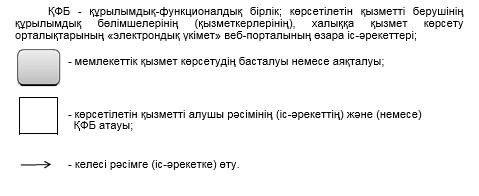 ҚФБ - құрылымдық-функционалдық бірлік; көрсетілетін қызметті берушінің
құрылымдық бөлімшелерінің (қызметкерлерінің), халыққа қызмет көрсету
орталықтарының «электрондық үкімет» веб-порталының өзара іс-әрекеттері;
- мемлекеттік қызмет көрсетудің басталуы немесе аяқталуы;
- көрсетілетін қызметті алушы рәсімінің (іс-әрекеттің) және (немесе)
ҚФБ атауы;
- келесі рәсімге (іс-әрекетке) өту.